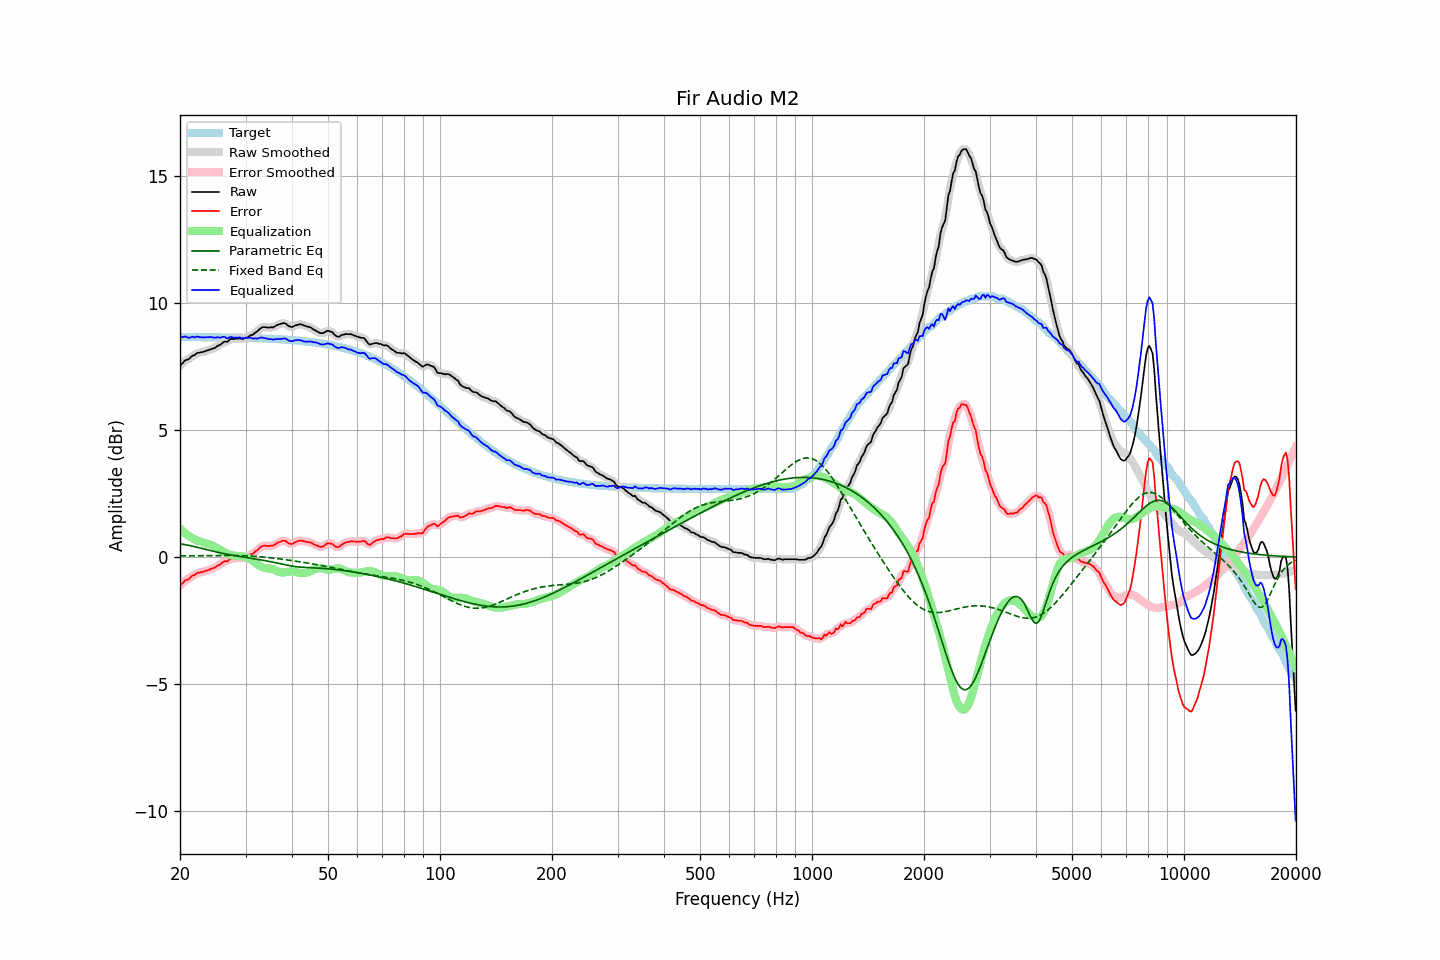 Fir Audio M2
Target
Raw Smoothed
Error Smoothed
Raw
Error
Equalization
Parametric Eq
Fixed Band Eq
Equalized
Amplitude (dBr)
15
10
5
0
−5
−10
20
50
100
200
500
1000
2000
5000
10000
20000
Frequency (Hz)